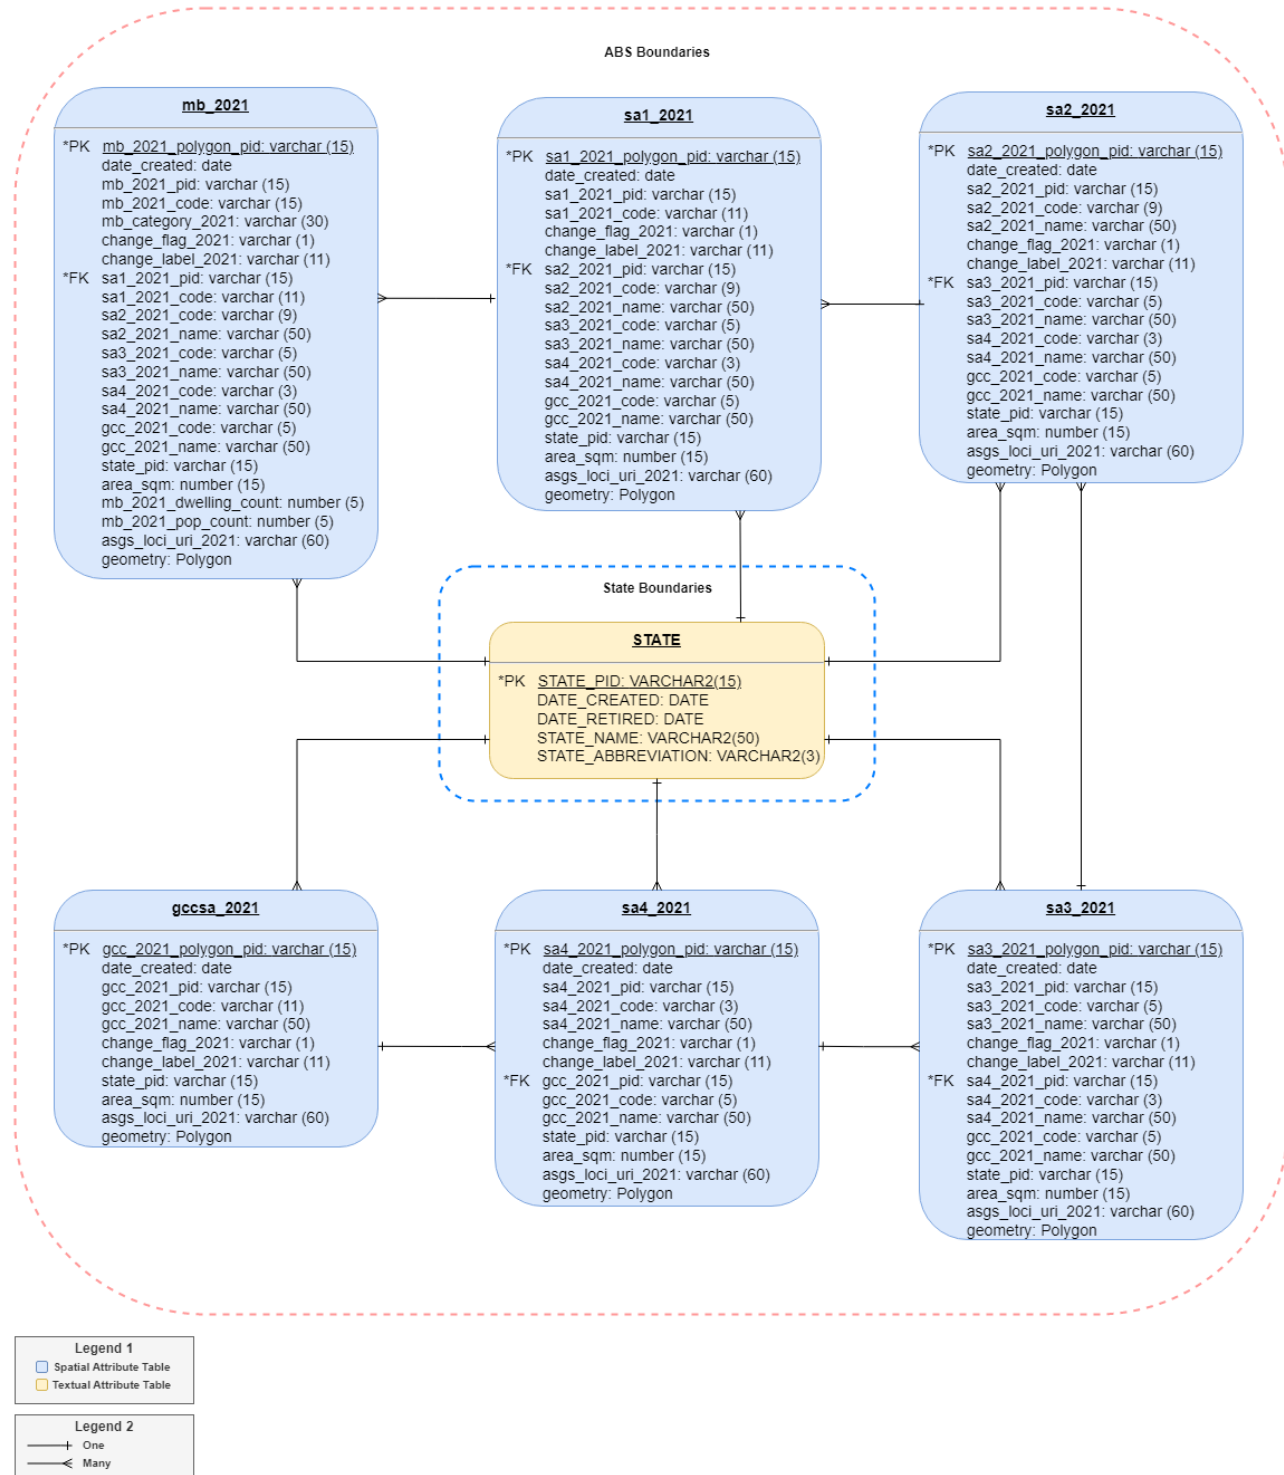 ABS Boundaries
mb_2021
*PK mb_2021_polygon_pid: varchar (15)
date_created: date
mb_2021_pid: varchar (15)
mb_2021_code: varchar (15)
mb_category_2021: varchar (30)
change_flag_2021: varchar (1)
change_label_2021: varchar (11)
*FK sa1_2021_pid: varchar (15)
sa1_2021_code: varchar (11)
sa2_2021_code: varchar (9)
sa2_2021_name: varchar (50)
sa3_2021_code: varchar (5)
sa3_2021_name: varchar (50)
sa4_2021_code: varchar (3)
sa4_2021_name: varchar (50)
gcc_2021_code: varchar (5)
gcc_2021_name: varchar (50)
state_pid: varchar (15)
area_sqm: number (15)
mb_2021_dwelling_count: number (5)
mb_2021_pop_count: number (5)
asgs_loci_uri_2021: varchar (60)
geometry: Polygon
sa1_2021
*PK sa1_2021_polygon_pid: varchar (15)
date_created: date
sa1_2021_pid: varchar (15)
sa1_2021_code: varchar (11)
change_flag_2021: varchar (1)
change_label_2021: varchar (11)
*FK sa2_2021_pid: varchar (15)
sa2_2021_code: varchar (9)
sa2_2021_name: varchar (50)
sa3_2021_code: varchar (5)
sa3_2021_name: varchar (50)
sa4_2021_code: varchar (3)
sa4_2021_name: varchar (50)
gcc_2021_code: varchar (5)
gcc_2021_name: varchar (50)
state_pid: varchar (15)
area_sqm: number (15)
asgs_loci_uri_2021: varchar (60)
geometry: Polygon
sa2_2021
*PK sa2_2021_polygon_pid: varchar (15)
date_created: date
sa2_2021_pid: varchar (15)
sa2_2021_code: varchar (9)
sa2_2021_name: varchar (50)
change_flag_2021: varchar (1)
change_label_2021: varchar (11)
*FK sa3_2021_pid: varchar (15)
sa3_2021_code: varchar (5)
sa3_2021_name: varchar (50)
sa4_2021_code: varchar (3)
sa4_2021_name: varchar (50)
gcc_2021_code: varchar (5)
gcc_2021_name: varchar (50)
state_pid: varchar (15)
area_sqm: number (15)
asgs_loci_uri_2021: varchar (60)
geometry: Polygon
State Boundaries
STATE
*PK STATE_PID: VARCHAR2(15)
DATE_CREATED: DATE
DATE_RETIRED: DATE
STATE_NAME: VARCHAR2(50)
STATE_ABBREVIATION: VARCHAR2(3)
gccsa_2021
*PK gcc_2021_polygon_pid: varchar (15)
date_created: date
gcc_2021_pid: varchar (15)
gcc_2021_code: varchar (11)
gcc_2021_name: varchar (50)
change_flag_2021: varchar (1)
change_label_2021: varchar (11)
state_pid: varchar (15)
area_sqm: number (15)
asgs_loci_uri_2021: varchar (60)
geometry: Polygon
sa4_2021
*PK sa4_2021_polygon_pid: varchar (15)
date_created: date
sa4_2021_pid: varchar (15)
sa4_2021_code: varchar (3)
sa4_2021_name: varchar (50)
change_flag_2021: varchar (1)
change_label_2021: varchar (11)
*FK gcc_2021_pid: varchar (15)
gcc_2021_code: varchar (5)
gcc_2021_name: varchar (50)
state_pid: varchar (15)
area_sqm: number (15)
asgs_loci_uri_2021: varchar (60)
geometry: Polygon
sa3_2021
*PK sa3_2021_polygon_pid: varchar (15)
date_created: date
sa3_2021_pid: varchar (15)
sa3_2021_code: varchar (5)
sa3_2021_name: varchar (50)
change_flag_2021: varchar (1)
change_label_2021: varchar (11)
*FK sa4_2021_pid: varchar (15)
sa4_2021_code: varchar (3)
sa4_2021_name: varchar (50)
gcc_2021_code: varchar (5)
gcc_2021_name: varchar (50)
state_pid: varchar (15)
area_sqm: number (15)
asgs_loci_uri_2021: varchar (60)
geometry: Polygon
Legend 1
Spatial Attribute Table
Textual Attribute Table
Legend 2
One
Many